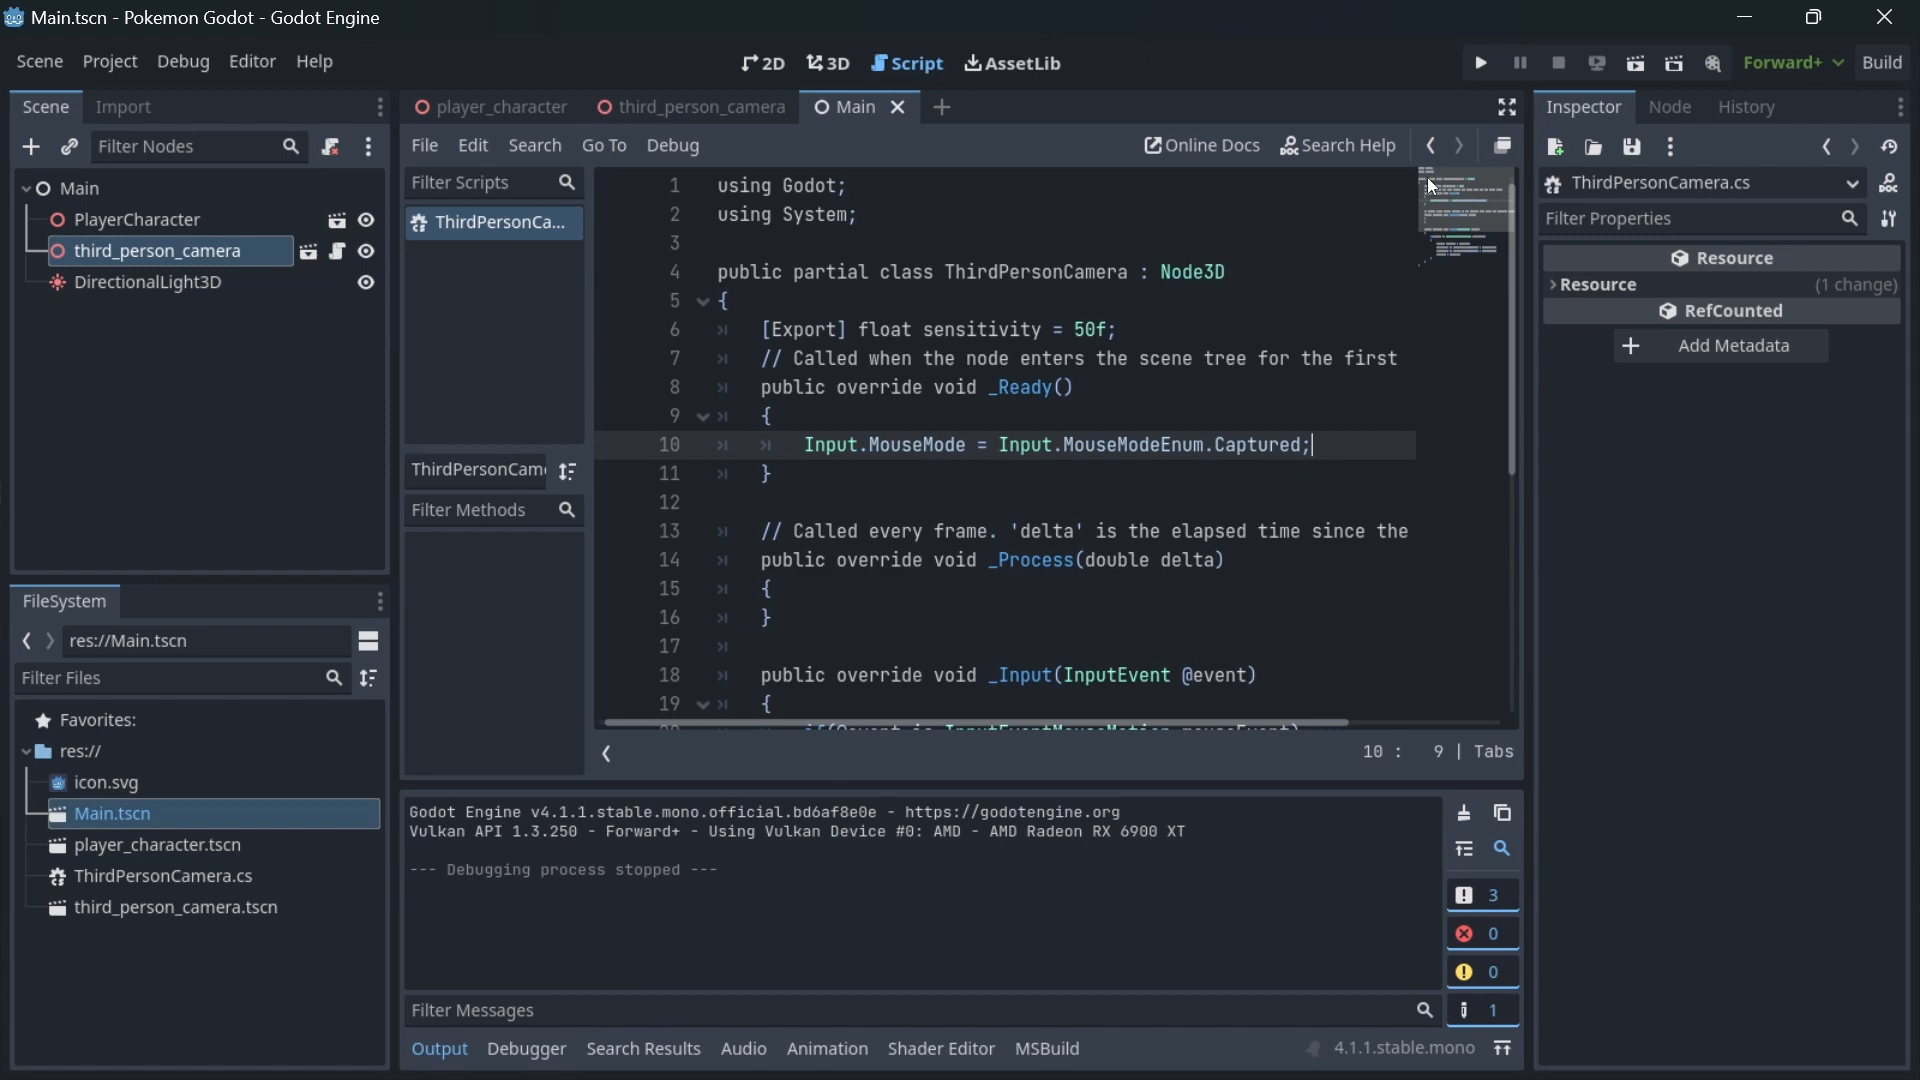 Main.tscn - Pokemon Godot - Godot Engine
Scene Project Debug Editor Help
2D 3D Script AssetLib
Forward+ Build
Scene Import
Filter Nodes
Main
PlayerCharacter
third_person_camera
DirectionalLight3D
FileSystem
res://Main.tscn
Filter Files
Favorites:
res://
icon.svg
Main.tscn
player_character.tscn
ThirdPersonCamera.cs
third_person_camera.tscn
player_character third_person_camera Main
File Edit Search Go To Debug Online Docs Search Help
Filter Scripts
ThirdPersonCa...
ThirdPersonCam
Filter Methods
1 using Godot;
2 using System;
3
4 public partial class ThirdPersonCamera : Node3D
5 {
6 [Export] float sensitivity = 50f;
7 // Called when the node enters the scene tree for the first
8 public override void _Ready()
9 {
10 Input.MouseMode = Input.MouseModeEnum.Captured;
11 }
12
13 // Called every frame. 'delta' is the elapsed time since the
14 public override void _Process(double delta)
15 {
16 }
17
18 public override void _Input(InputEvent @event)
19 {
10 : 9 | Tabs
Godot Engine v4.1.1.stable.mono.official.bd6af8e0e - https://godotengine.org
Vulkan API 1.3.250 - Forward+ - Using Vulkan Device #0: AMD - AMD Radeon RX 6900 XT
--- Debugging process stopped ---
3
0
0
1
Filter Messages
Output Debugger Search Results Audio Animation Shader Editor MSBuild 4.1.1.stable.mono
Inspector Node History
ThirdPersonCamera.cs
Filter Properties
Resource
Resource (1 change)
RefCounted
Add Metadata